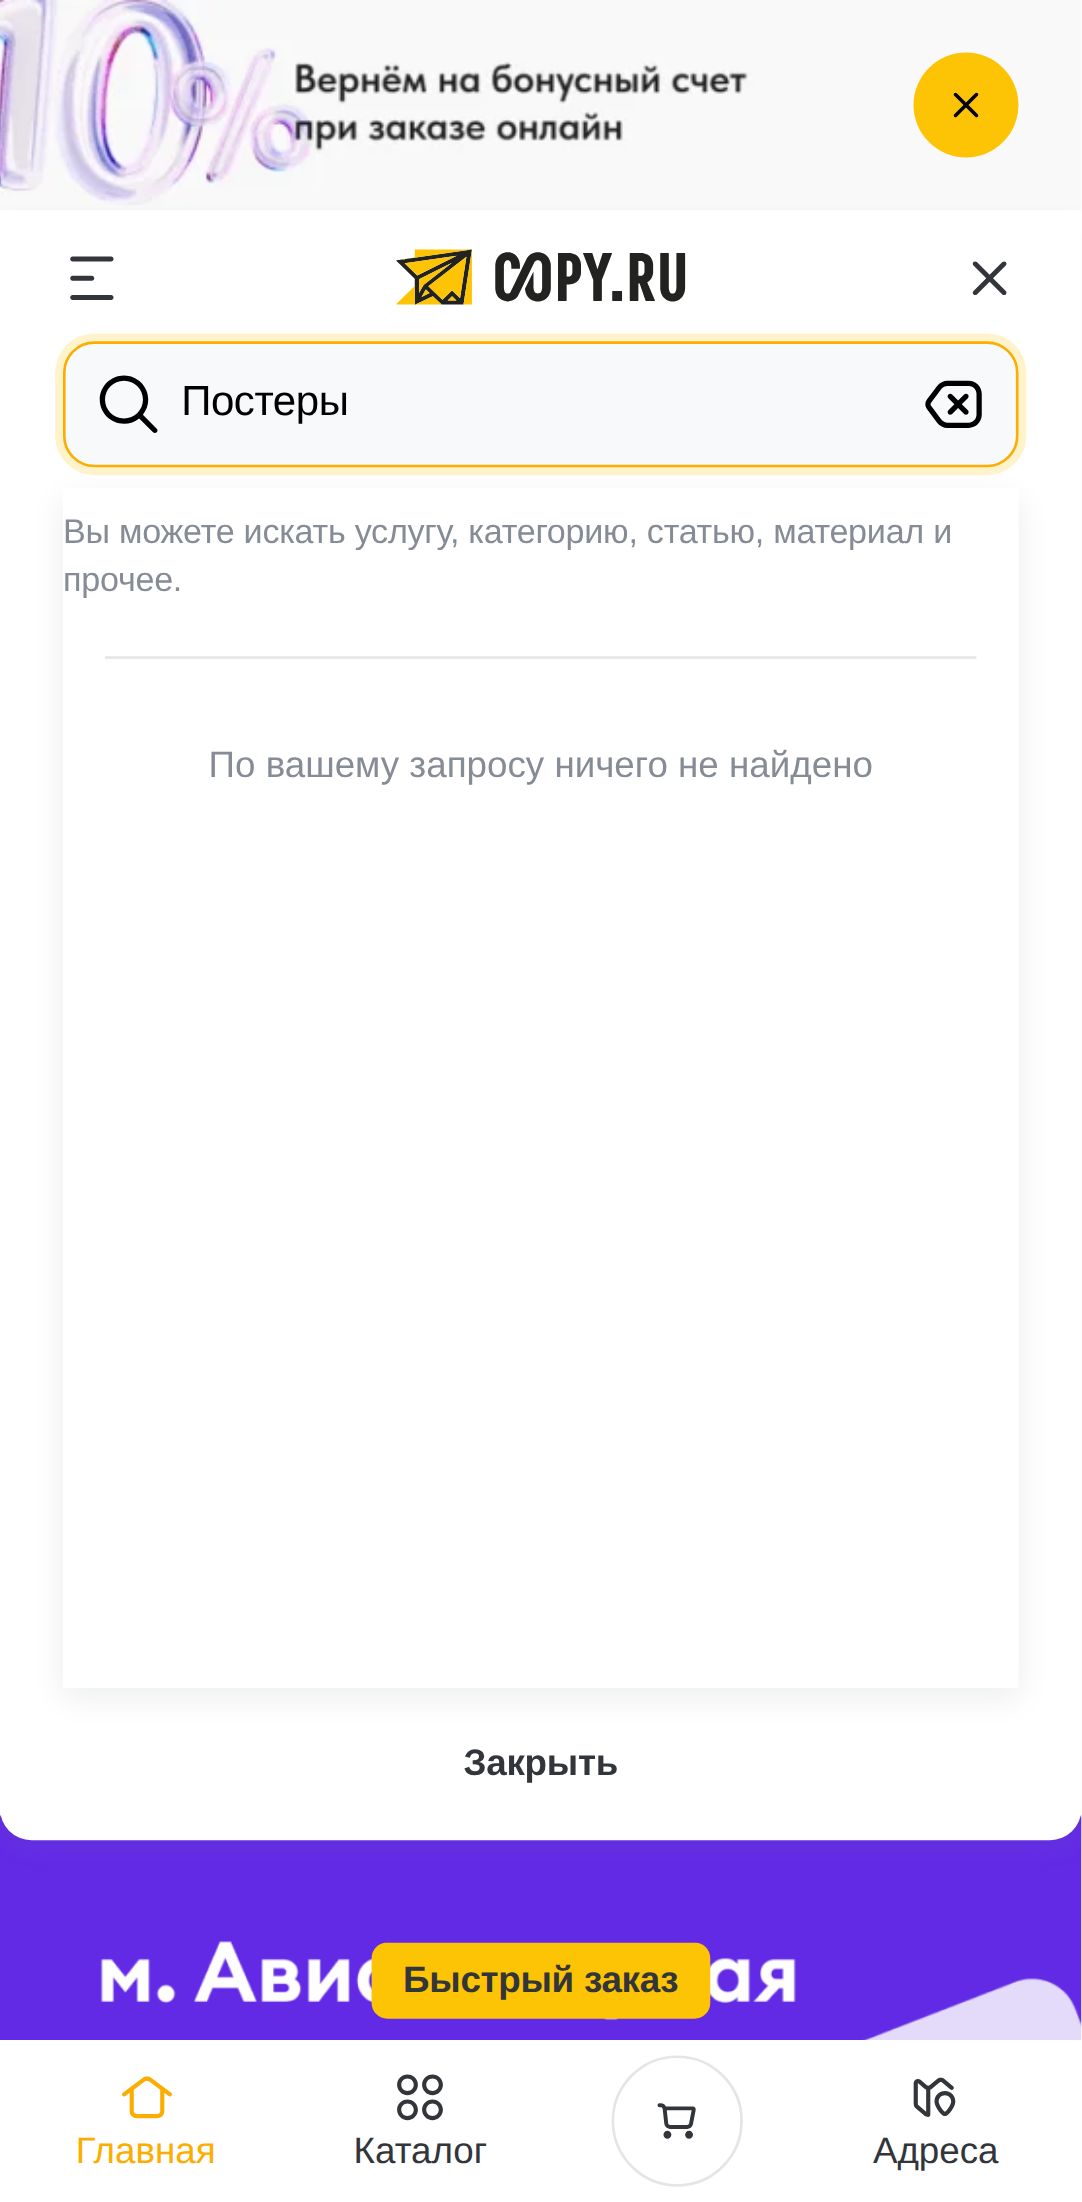 10%
Вернём на бонусный счет
при заказе онлайн
COPY.RU
Постеры
Вы можете искать услугу, категорию, статью, материал и
прочее.
По вашему запросу ничего не найдено
Закрыть
м. Ави
ая
Быстрый заказ
Главная
Каталог
Адреса